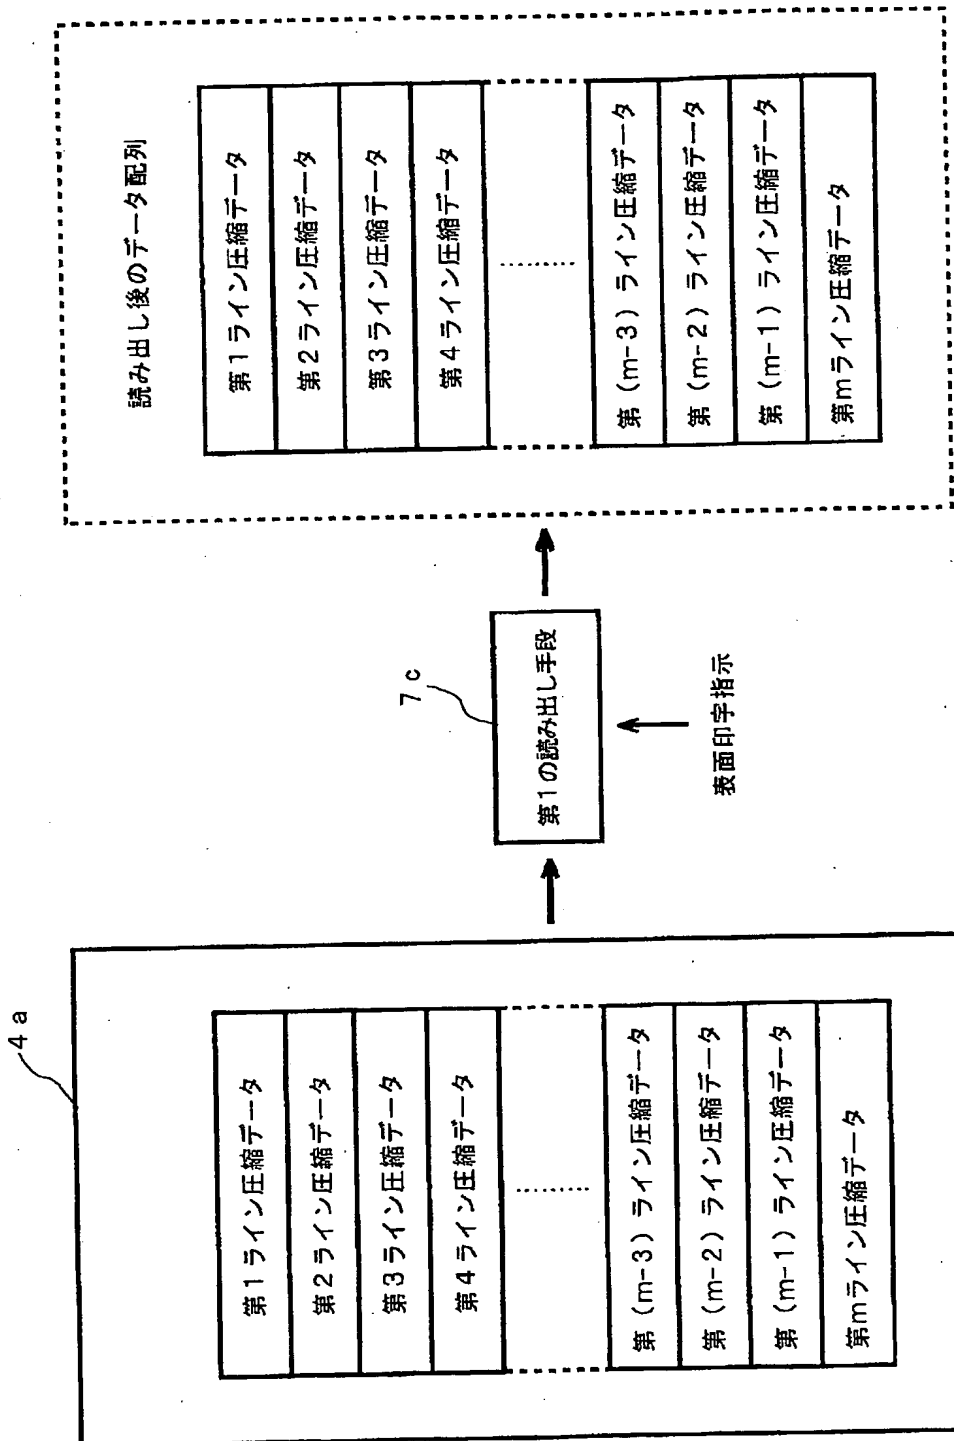 4a
第1ライン圧縮データ
第2ライン圧縮データ
第3ライン圧縮データ
第4ライン圧縮データ
…………
第(m-3)ライン圧縮データ
第(m-2)ライン圧縮データ
第(m-1)ライン圧縮データ
第mライン圧縮データ
7c
第1の読み出し手段
表面印字指示
読み出し後のデータ配列
第1ライン圧縮データ
第2ライン圧縮データ
第3ライン圧縮データ
第4ライン圧縮データ
…………
第(m-3)ライン圧縮データ
第(m-2)ライン圧縮データ
第(m-1)ライン圧縮データ
第mライン圧縮データ